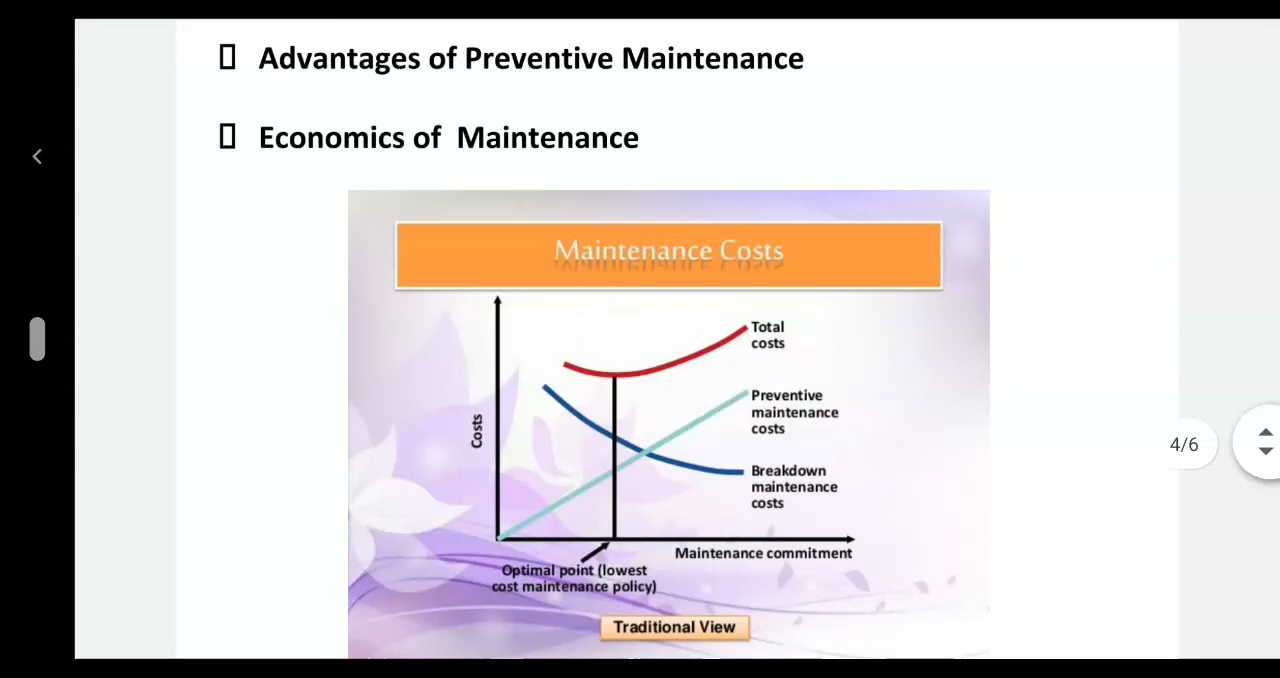 Advantages of Preventive Maintenance
Economics of Maintenance
Maintenance Costs
Total
costs
Preventive
maintenance
costs
Costs
Breakdown
maintenance
costs
Maintenance commitment
Optimal point (lowest
cost maintenance policy)
Traditional View
4/6